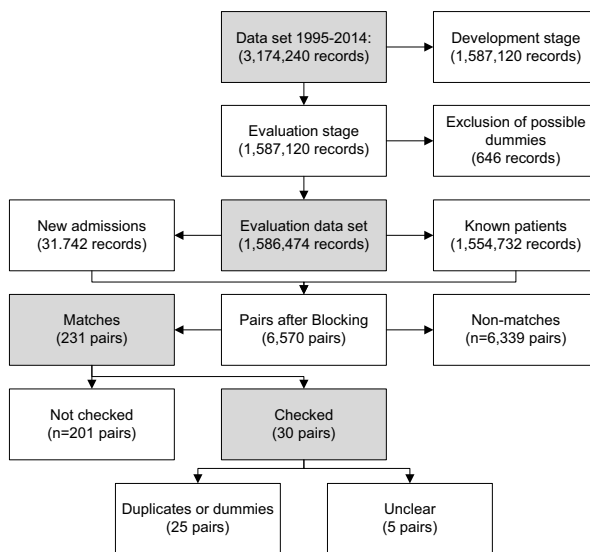 Data set 1995-2014:
(3,174,240 records)
Development stage
(1,587,120 records)
Evaluation stage
(1,587,120 records)
Exclusion of possible
dummies
(646 records)
New admissions
(31.742 records)
Evaluation data set
(1,586,474 records)
Known patients
(1,554,732 records)
Matches
(231 pairs)
Pairs after Blocking
(6,570 pairs)
Non-matches
(n=6,339 pairs)
Not checked
(n=201 pairs)
Checked
(30 pairs)
Duplicates or dummies
(25 pairs)
Unclear
(5 pairs)